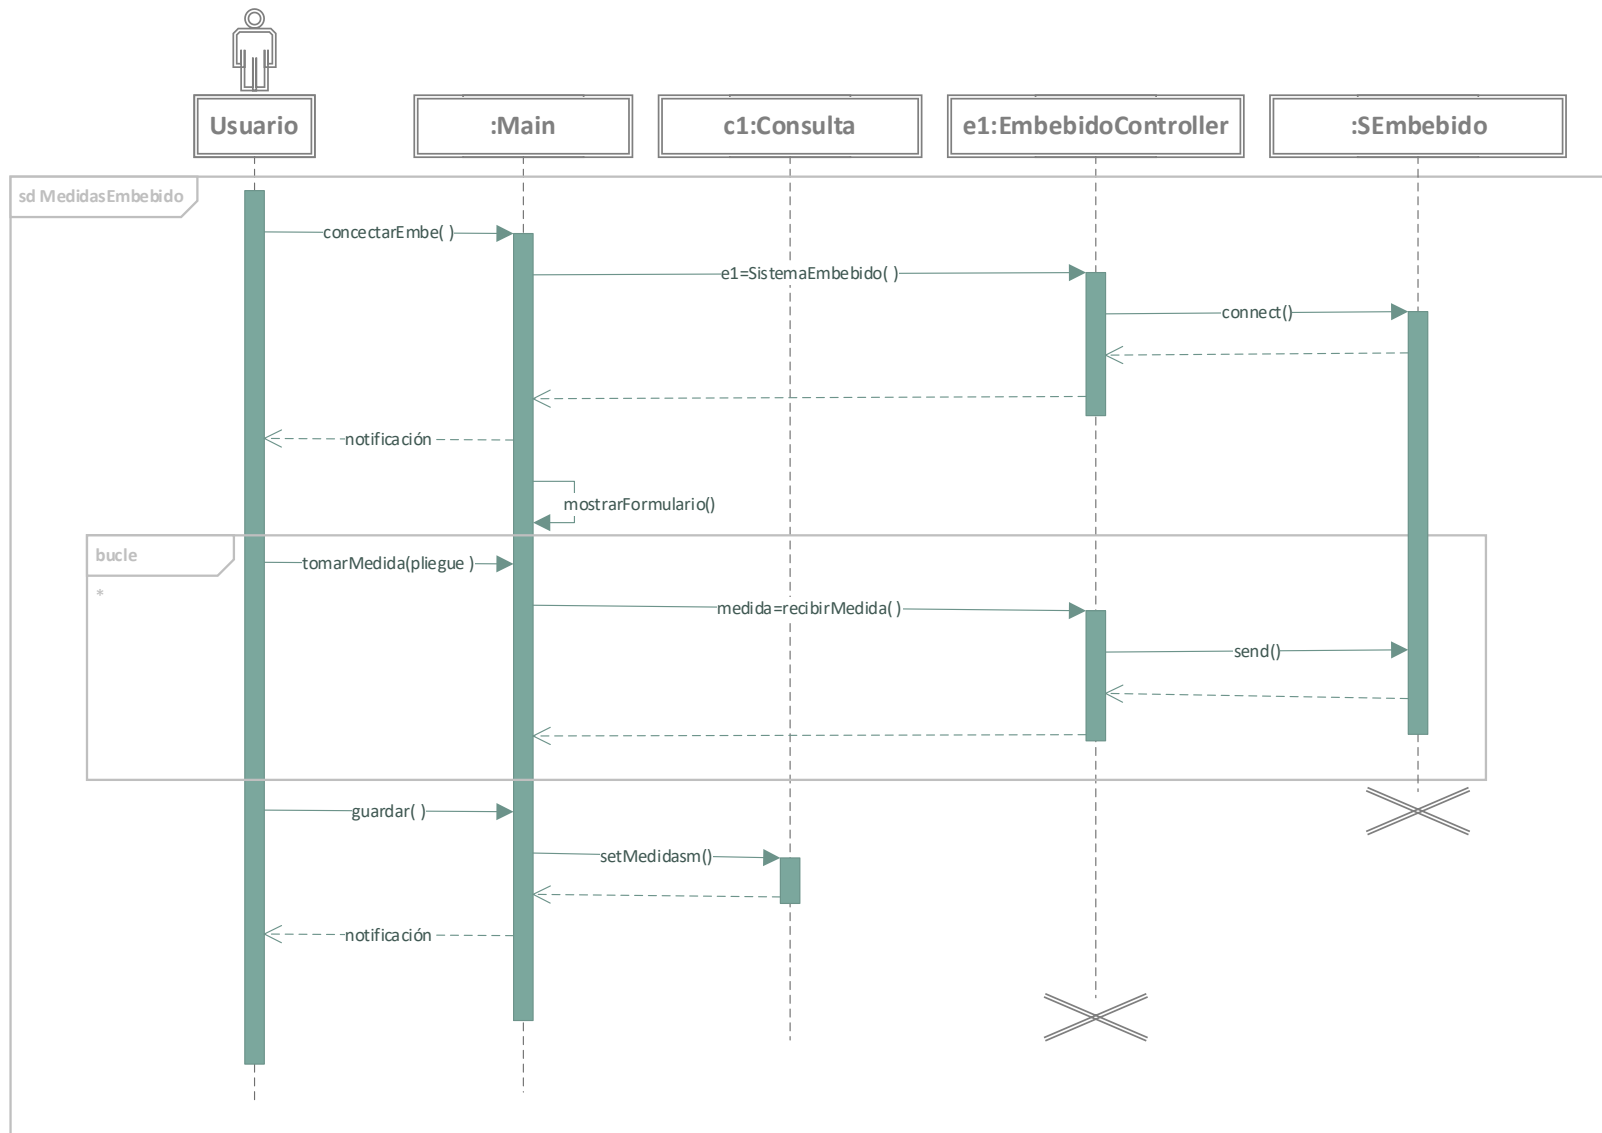 Usuario
:Main
c1:Consulta
e1:EmbebidoController
:SEmbebido
sd MedidasEmbebido
concectarEmbe( )
e1=SistemaEmbebido( )
connect()
notificación
mostrarFormulario()
bucle
tomarMedida(pliegue )
*
medida=recibirMedida( )
send()
guardar( )
setMedidasm()
notificación